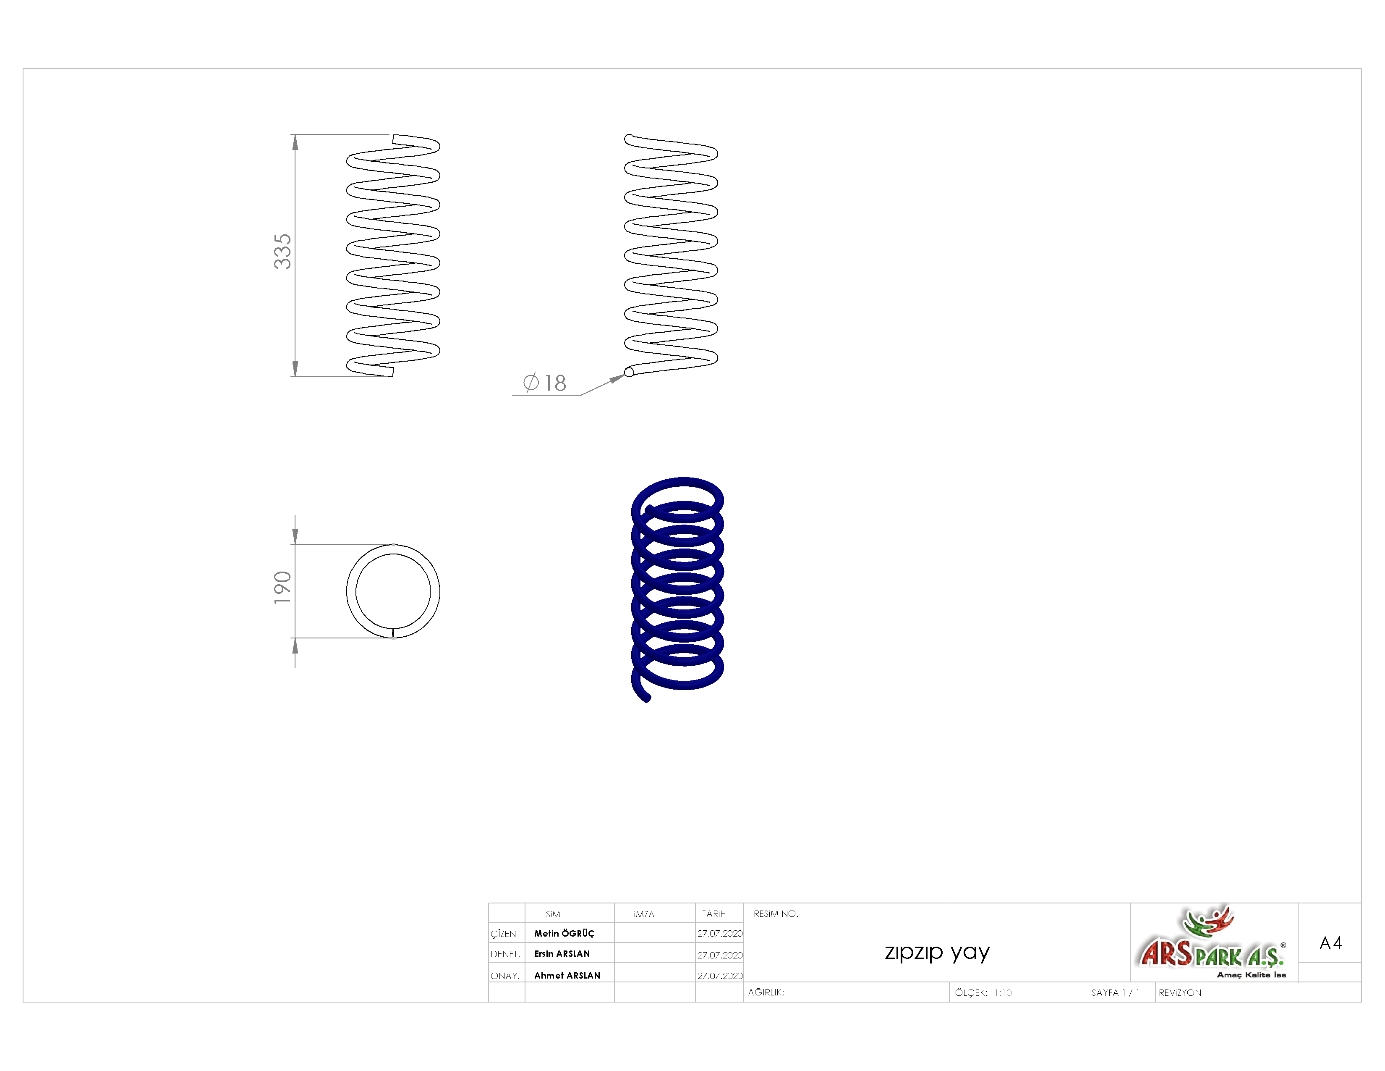 335
Ø18
190
İSİM İMZA TARİH RESİM NO.
ÇİZEN Metin ÖGRÜÇ 27.07.2020
DENET. Ersin ARSLAN 27.07.2020
ONAY. Ahmet ARSLAN 27.07.2020
zıpzıp yay
ARSPARK A.Ş.®
Amaç Kalite İse
A4
AĞIRLIK: ÖLÇEK: 1:10 SAYFA 1 / 1 REVİZYON